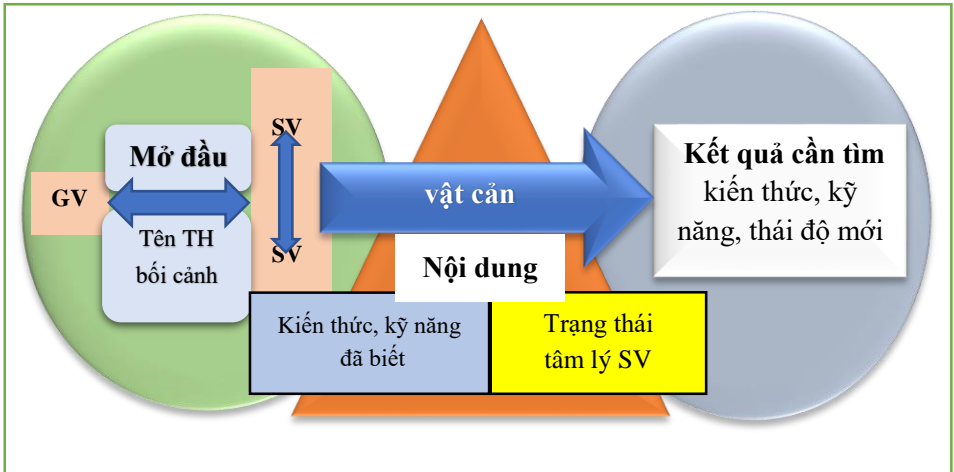 GV
Mở đầu
Tên TH
bối cảnh
SV
SV
vật cản
Nội dung
Kiến thức, kỹ năng
đã biết
Trạng thái
tâm lý SV
Kết quả cần tìm
kiến thức, kỹ
năng, thái độ mới